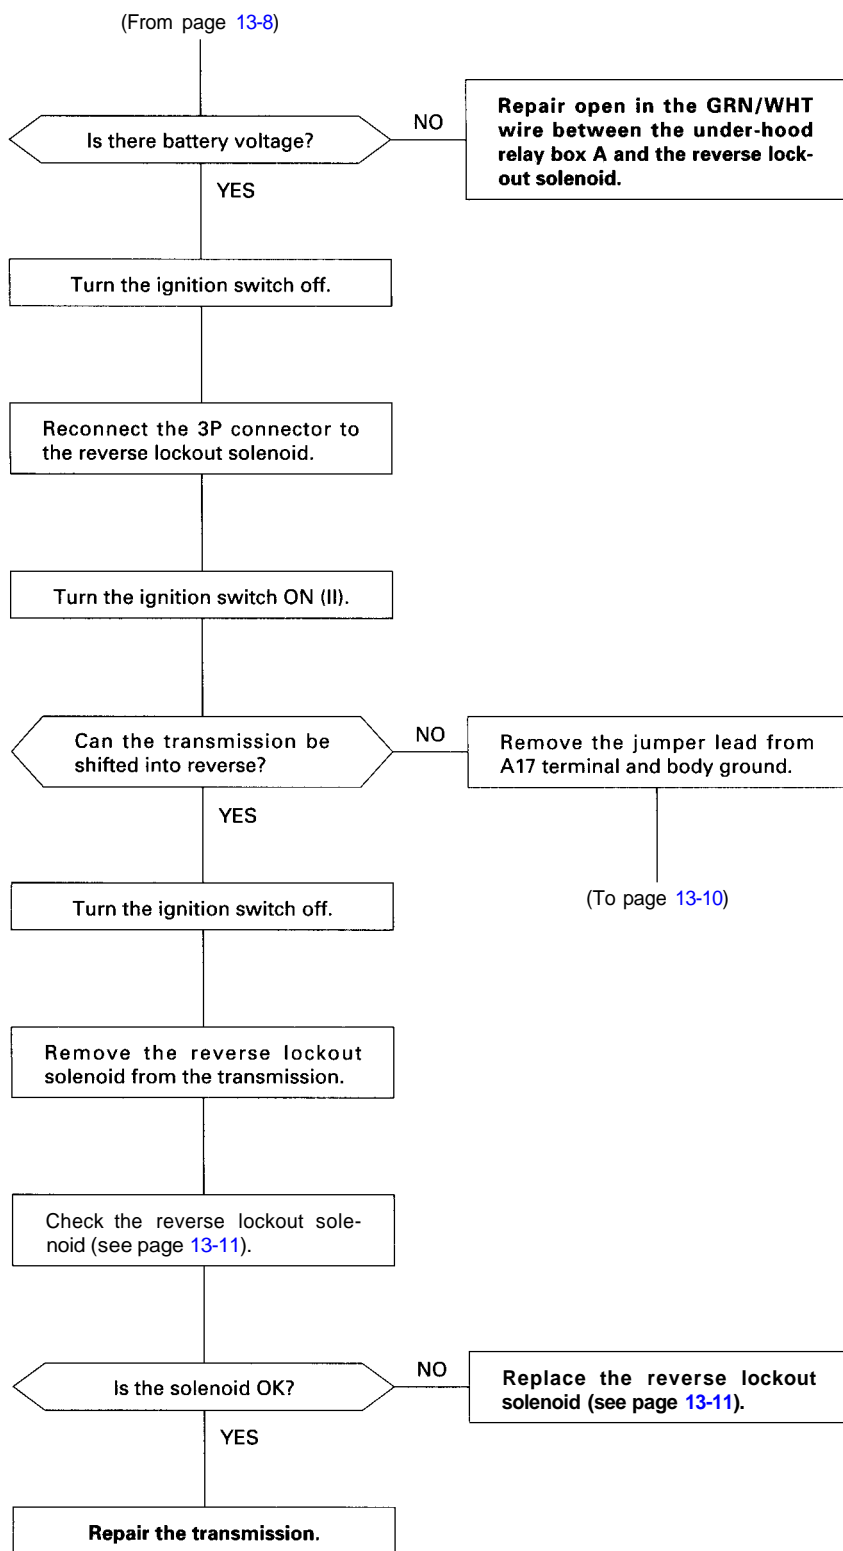 (From page 13-8)
Is there battery voltage?
NO
Repair open in the GRN/WHT
wire between the under-hood
relay box A and the reverse lock-
out solenoid.
YES
Turn the ignition switch off.
Reconnect the 3P connector to
the reverse lockout solenoid.
Turn the ignition switch ON (II).
Can the transmission be
shifted into reverse?
NO
Remove the jumper lead from
A17 terminal and body ground.
YES
(To page 13-10)
Turn the ignition switch off.
Remove the reverse lockout
solenoid from the transmission.
Check the reverse lockout sole-
noid (see page 13-11).
Is the solenoid OK?
NO
Replace the reverse lockout
solenoid (see page 13-11).
YES
Repair the transmission.